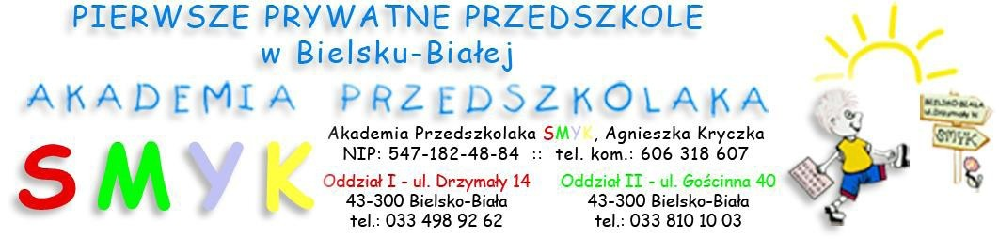 PIERWSZE PRYWATNE PRZEDSZKOLE
w Bielsku-Białej
AKADEMIA PRZEDSZKOLAKA
SMYK
Akademia Przedszkolaka SMYK, Agnieszka Kryczka
NIP: 547-182-48-84 :: tel. kom.: 606 318 607
Oddział I - ul. Drzymały 14
43-300 Bielsko-Biała
tel.: 033 498 92 62
Oddział II - ul. Gościnna 40
43-300 Bielsko-Biała
tel.: 033 810 10 03
BIELSKO-BIAŁA
ul. Drzymały 14
SMYK